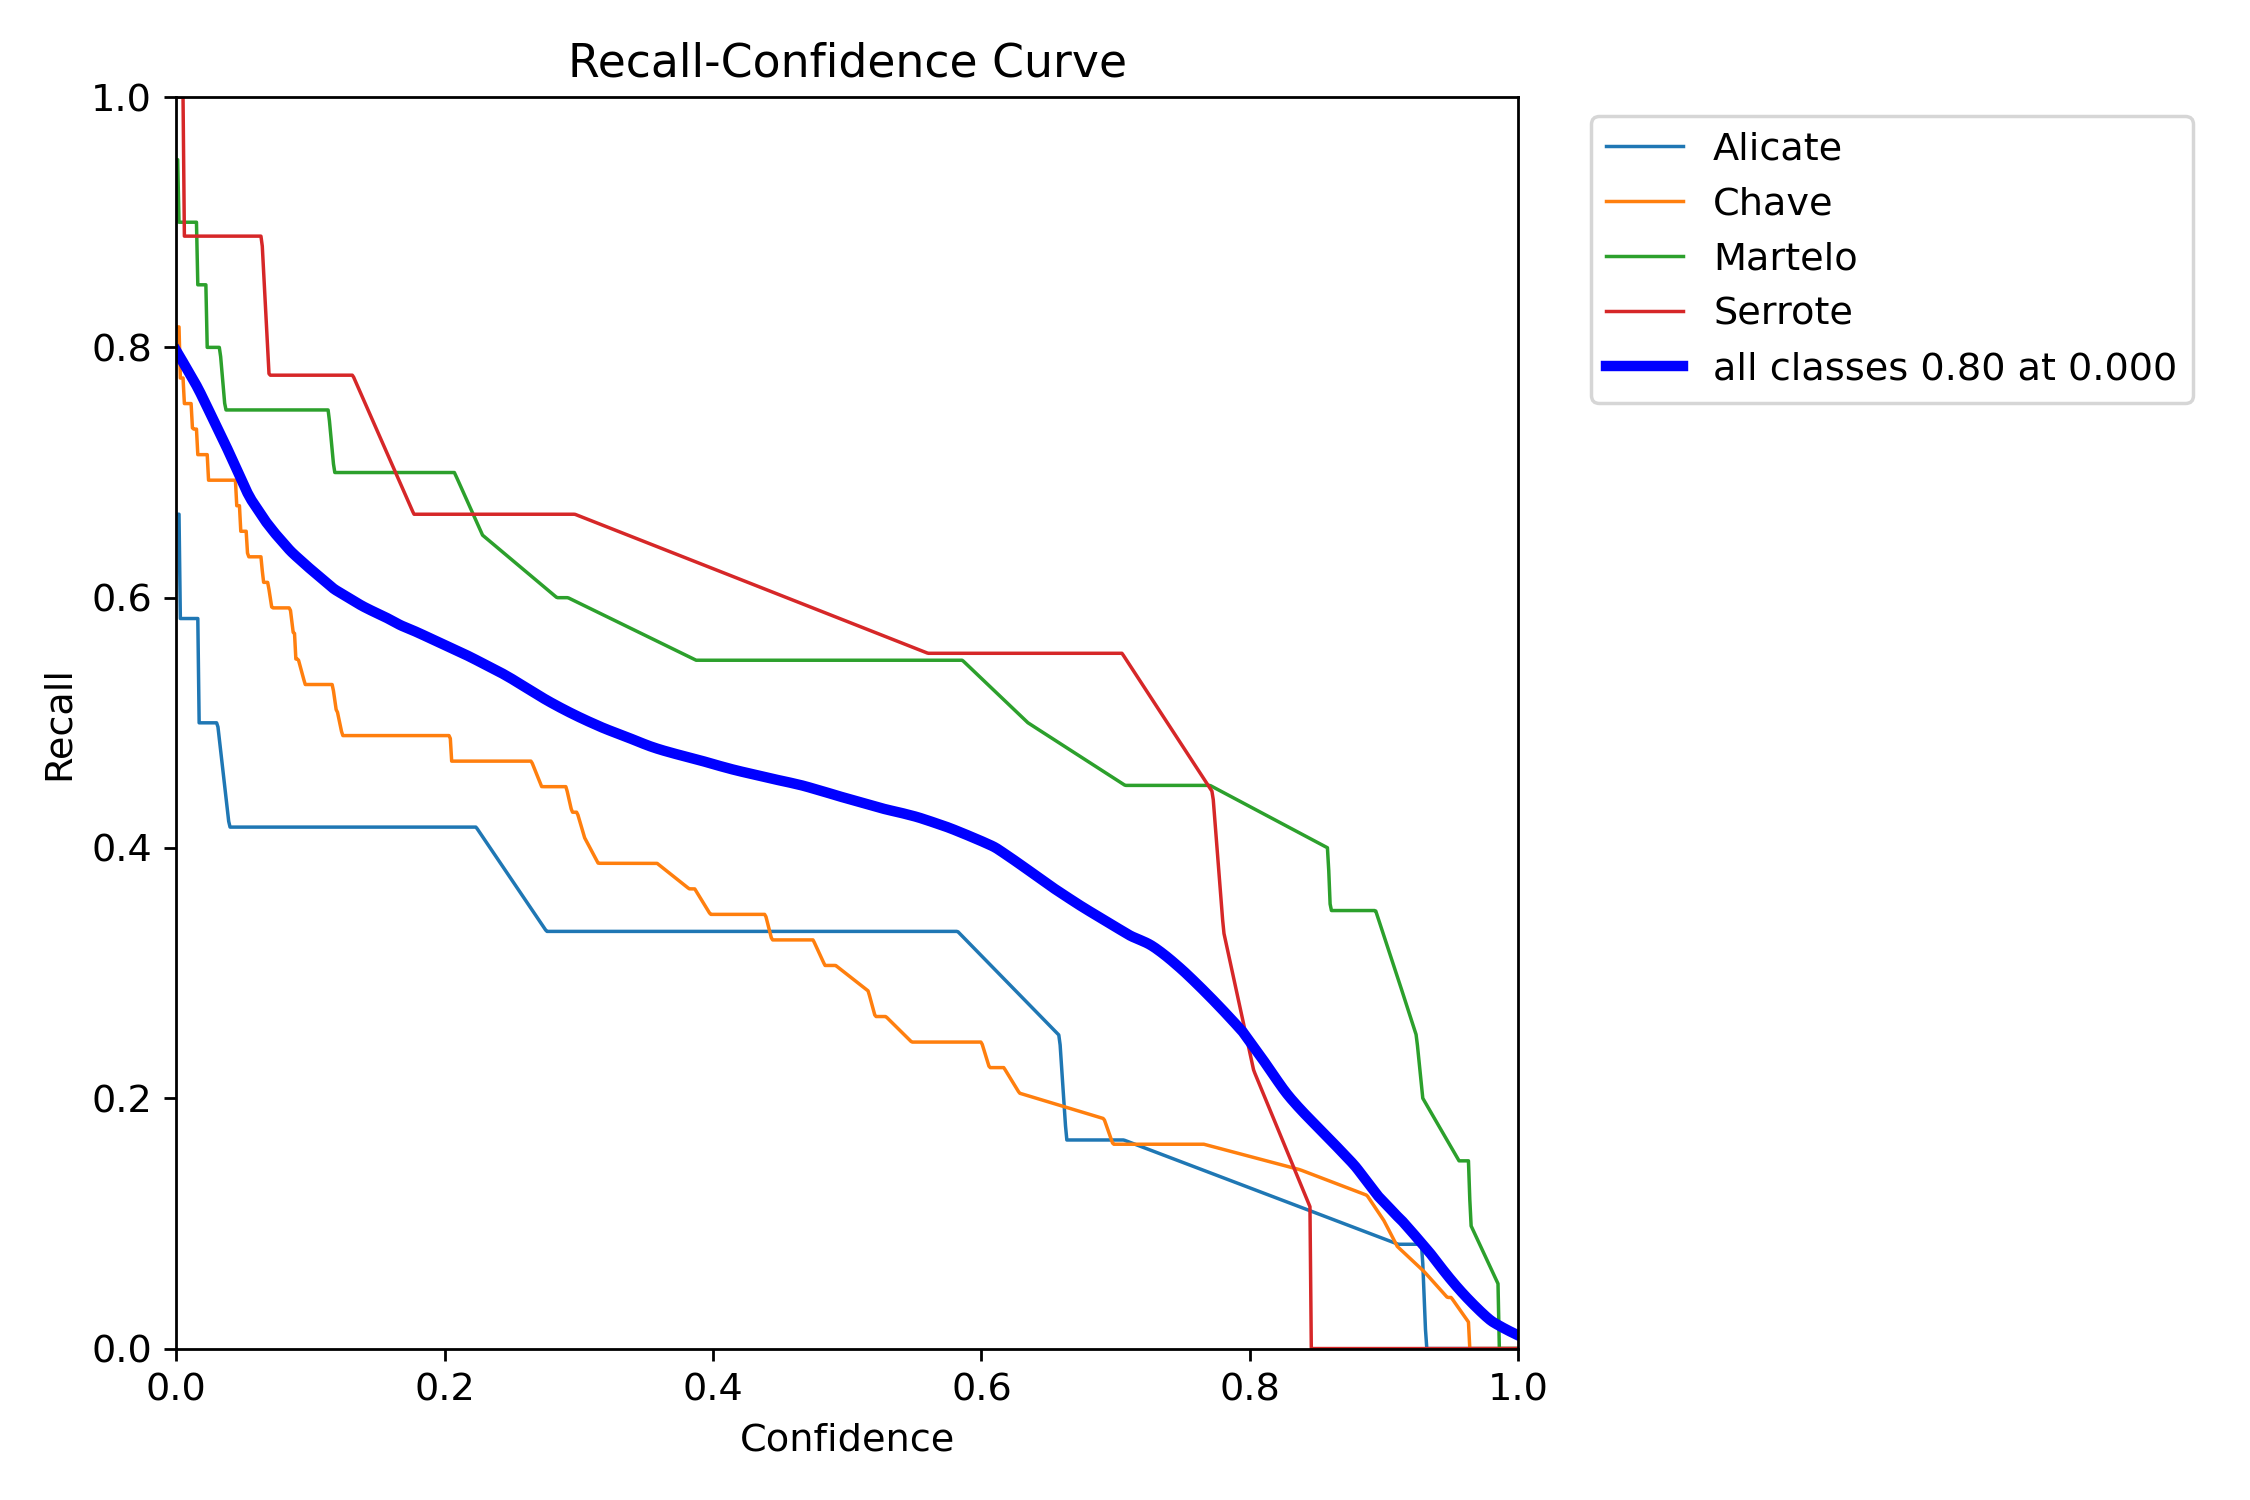 Recall-Confidence Curve
1.0
0.8
0.6
0.4
0.2
0.0
Recall
0.0 0.2 0.4 0.6 0.8 1.0
Confidence
Alicate
Chave
Martelo
Serrote
all classes 0.80 at 0.000